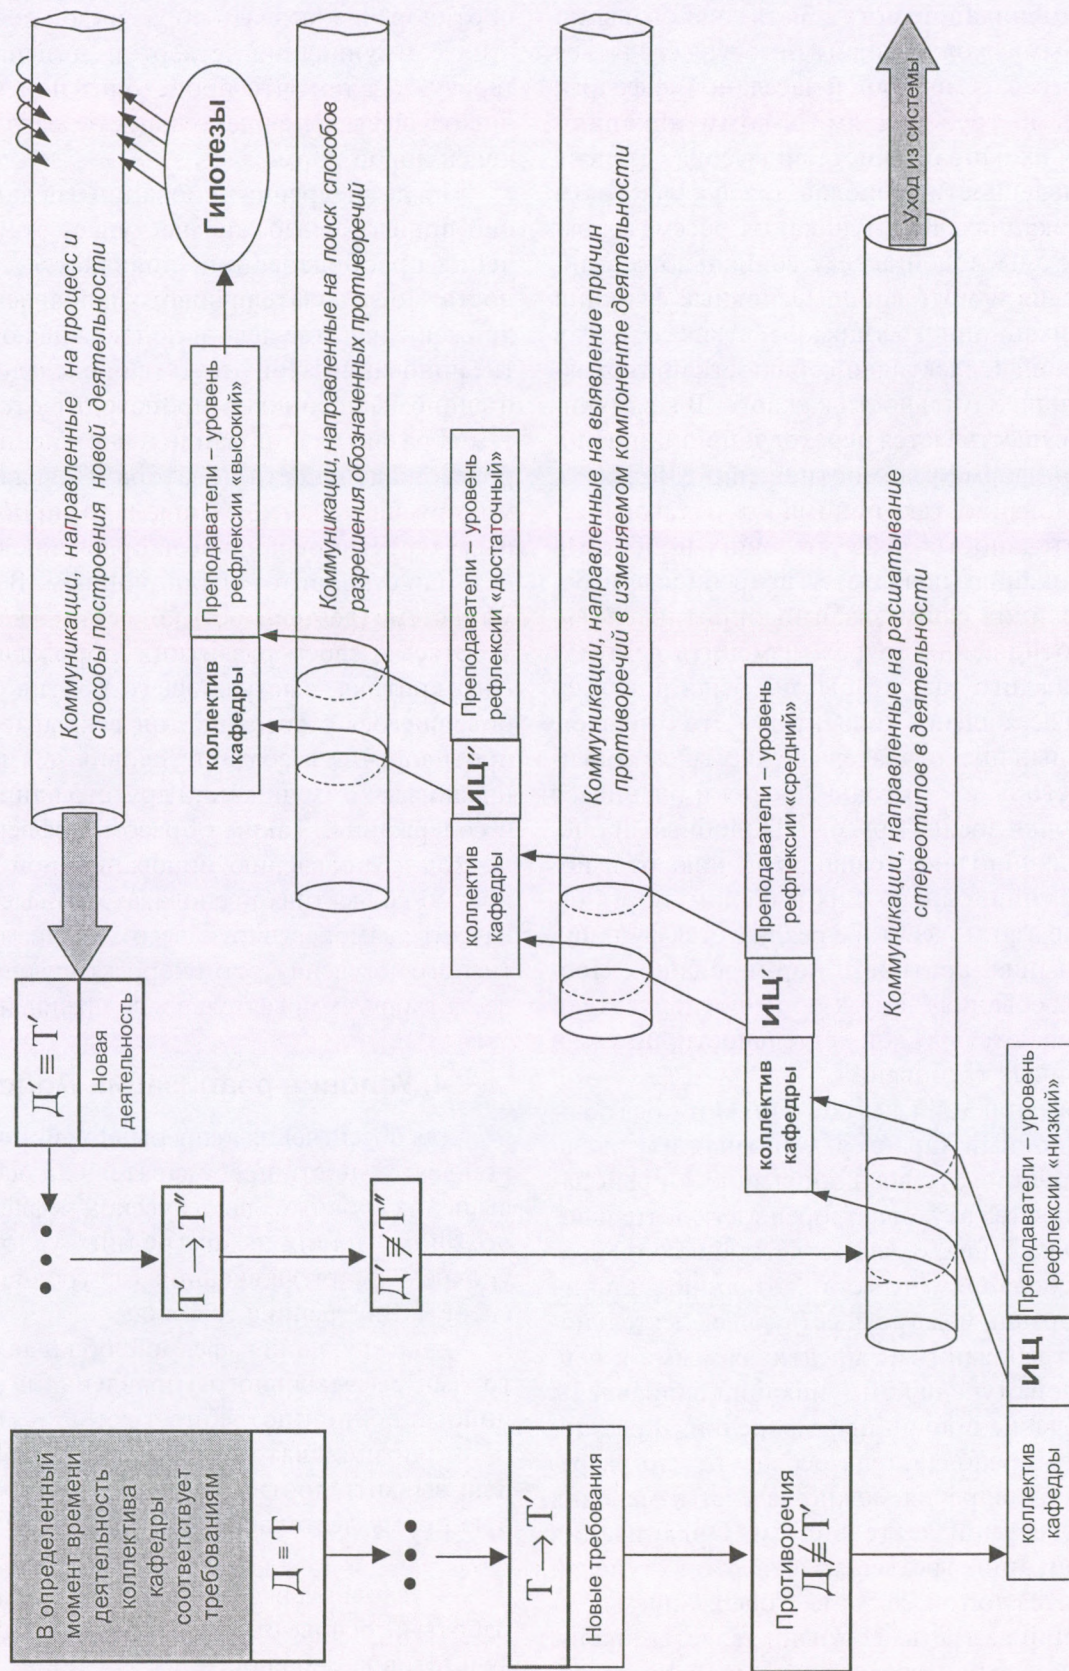 В определенный
момент времени
деятельность
коллектива
кафедры
соответствует
требованиям
Д ≡ Т
• • •
Т → Т′
Новые требования
Противоречия
Д ≢ Т′
коллектив
кафедры
ИЦ
Преподаватели – уровень
рефлексии «низкий»
Д′ ≡ Т′
Новая
деятельность
• • •
Т′ → Т″
Д′ ≢ Т″
Коммуникации, направленные на расшатывание
стереотипов в деятельности
Уход из системы
коллектив
кафедры
ИЦ′
Преподаватели – уровень
рефлексии «средний»
Коммуникации, направленные на выявление причин
противоречий в изменяемом компоненте деятельности
коллектив
кафедры
ИЦ″
Преподаватели – уровень
рефлексии «достаточный»
Коммуникации, направленные на поиск способов
разрешения обозначенных противоречий
коллектив
кафедры
Преподаватели – уровень
рефлексии «высокий»
Гипотезы
Коммуникации, направленные на процесс и
способы построения новой деятельности